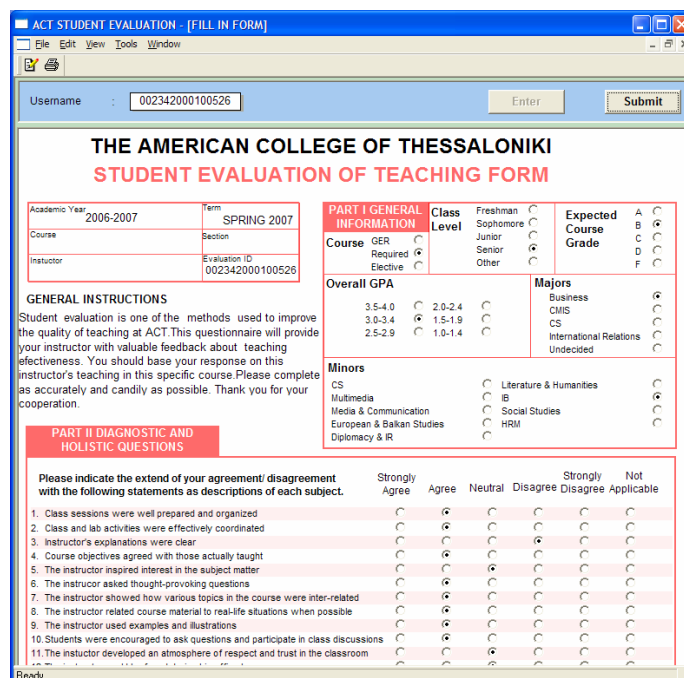 ACT STUDENT EVALUATION - [FILL IN FORM]
File Edit View Tools Window
Username : 002342000100526 Enter Submit
THE AMERICAN COLLEGE OF THESSALONIKI
STUDENT EVALUATION OF TEACHING FORM
Academic Year 2006-2007
Term SPRING 2007
Course
Section
Instructor
Evaluation ID 002342000100526
GENERAL INSTRUCTIONS
Student evaluation is one of the methods used to improve
the quality of teaching at ACT.This questionnaire will provide
your instructor with valuable feedback about teaching
efectiveness. You should base your response on this
instructor's teaching in this specific course.Please complete
as accurately and candily as possible. Thank you for your
cooperation.
PART I GENERAL
INFORMATION
Course GER
Required
Elective
Class
Level
Freshman
Sophomore
Junior
Senior
Other
Expected
Course
Grade
A
B
C
D
F
Overall GPA
3.5-4.0 2.0-2.4
3.0-3.4 1.5-1.9
2.5-2.9 1.0-1.4
Majors
Business
CMIS
CS
International Relations
Undecided
Minors
CS Literature & Humanities
Multimedia IB
Media & Communication Social Studies
European & Balkan Studies HRM
Diplomacy & IR
PART II DIAGNOSTIC AND
HOLISTIC QUESTIONS
Please indicate the extend of your agreement/ disagreement
with the following statements as descriptions of each subject.
Strongly Agree Agree Neutral Disagree Strongly Disagree Not Applicable
1. Class sessions were well prepared and organized
2. Class and lab activities were effectively coordinated
3. Instructor's explanations were clear
4. Course objectives agreed with those actually taught
5. The instructor inspired interest in the subject matter
6. The instrucor asked thought-provoking questions
7. The instructor showed how various topics in the course were inter-related
8. The instructor related course material to real-life situations when possible
9. The instructor used examples and illustrations
10. Students were encouraged to ask questions and participate in class discussions
11. The instuctor developed an atmosphere of respect and trust in the classroom
Ready